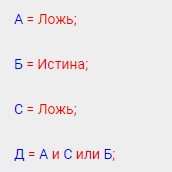 А = Ложь;
Б = Истина;
С = Ложь;
Д = А и С или Б;